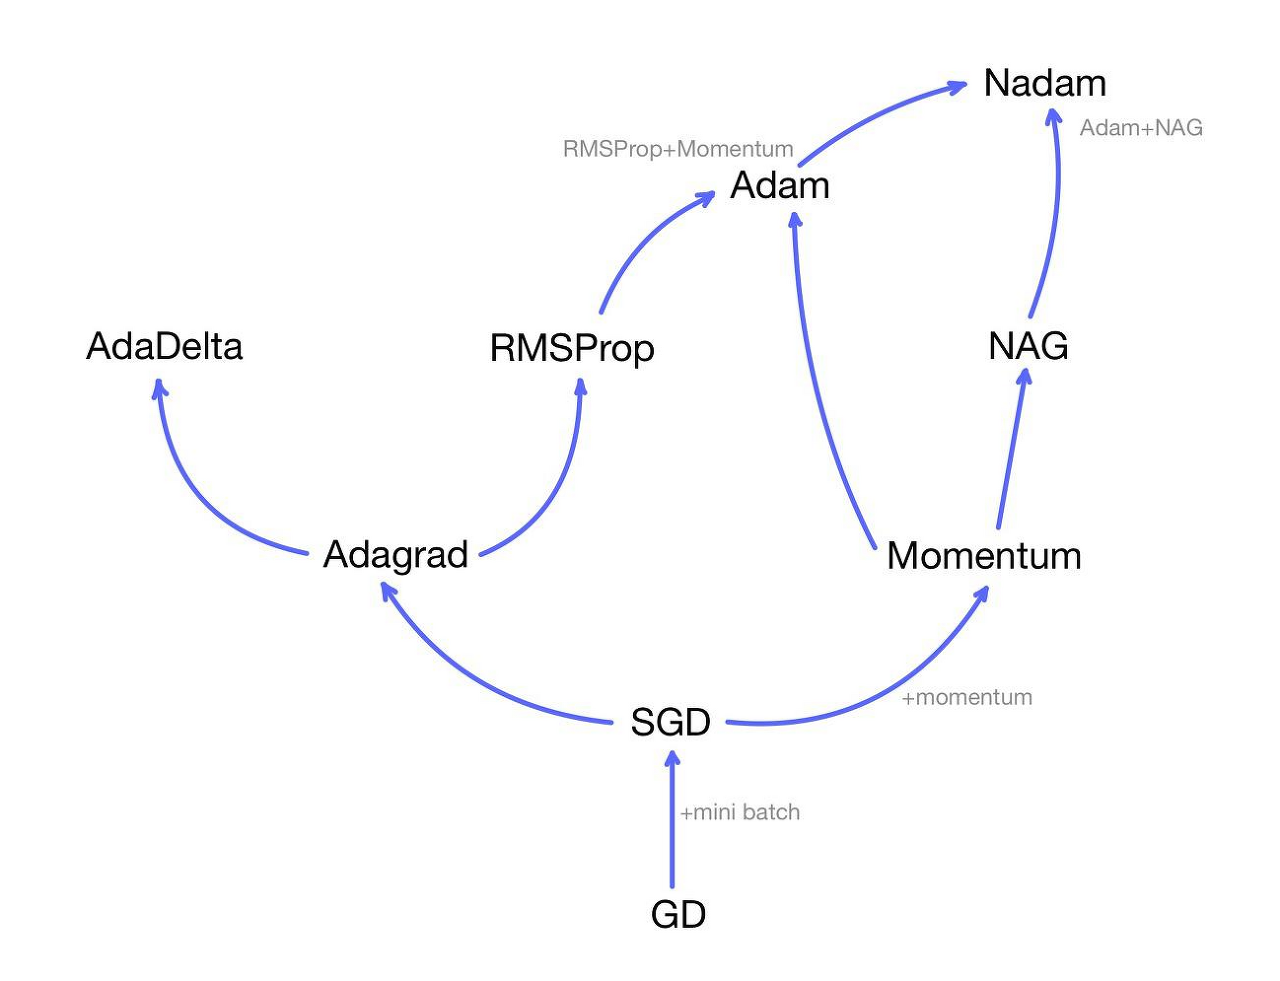 Nadam
Adam+NAG
RMSProp+Momentum
Adam
AdaDelta
RMSProp
NAG
Adagrad
Momentum
+momentum
SGD
+mini batch
GD